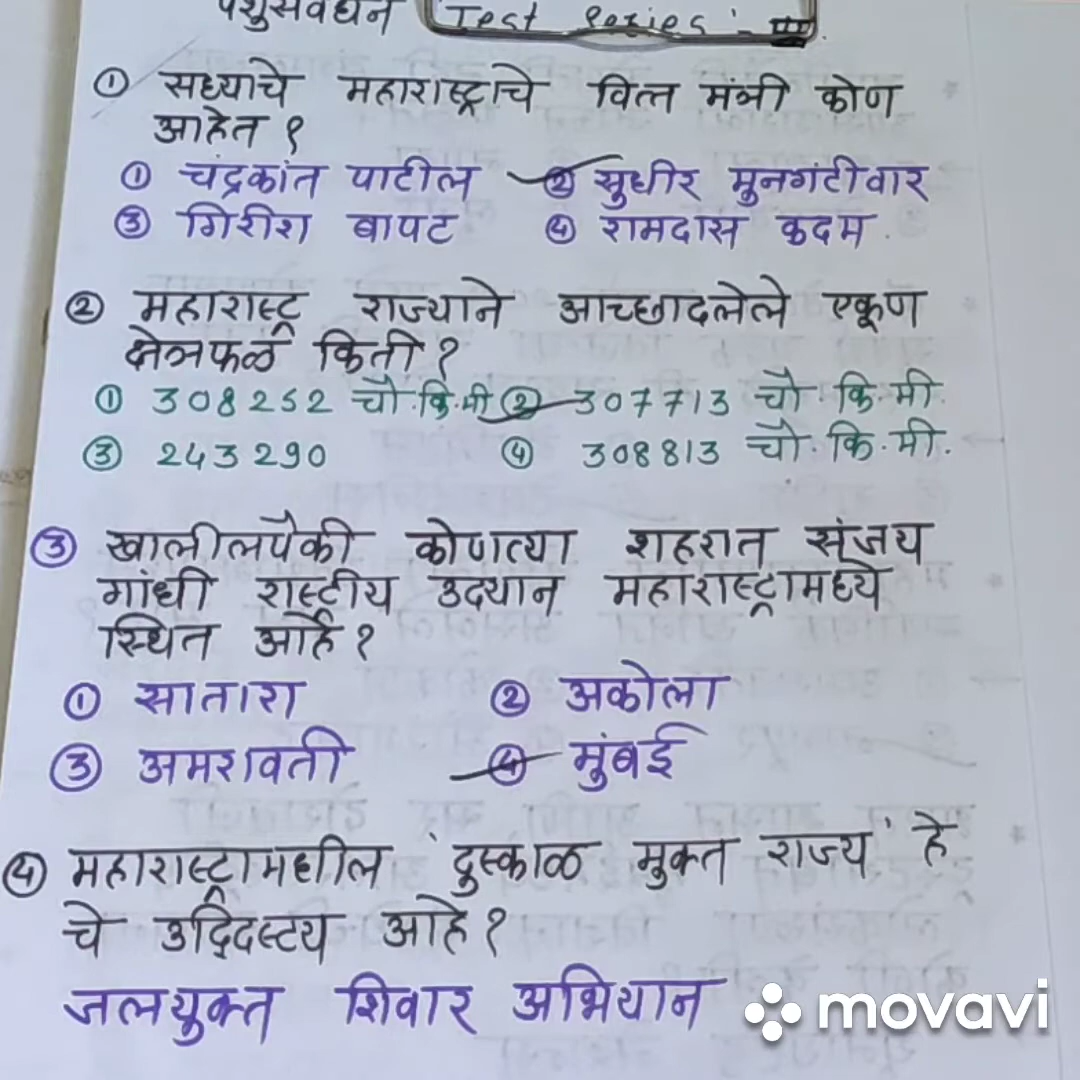 पशुसंवर्धन Test Series :-
① सध्याचे महाराष्ट्राचे वित्त मंत्री कोण
आहेत ?
① चंद्रकांत पाटील ② सुधीर मुनगंटीवार
③ गिरीश बापट ④ रामदास कदम.
② महाराष्ट्र राज्याने आच्छादलेले एकूण
क्षेत्रफळ किती ?
① 308252 चौ.कि.मी ② 307713 चौ. कि. मी.
③ 243290 ④ 308813 चौ. कि. मी.
③ खालीलपैकी कोणत्या शहरात संजय
गांधी राष्ट्रीय उदयान महाराष्ट्रामध्ये
स्थित आहे ?
① सातारा ② अकोला
③ अमरावती ④ मुंबई
④ महाराष्ट्रामधील 'दुस्काळ मुक्त राज्य' हे
चे उद्दिदस्टय आहे ?
जलयुक्त शिवार अभियान
movavi